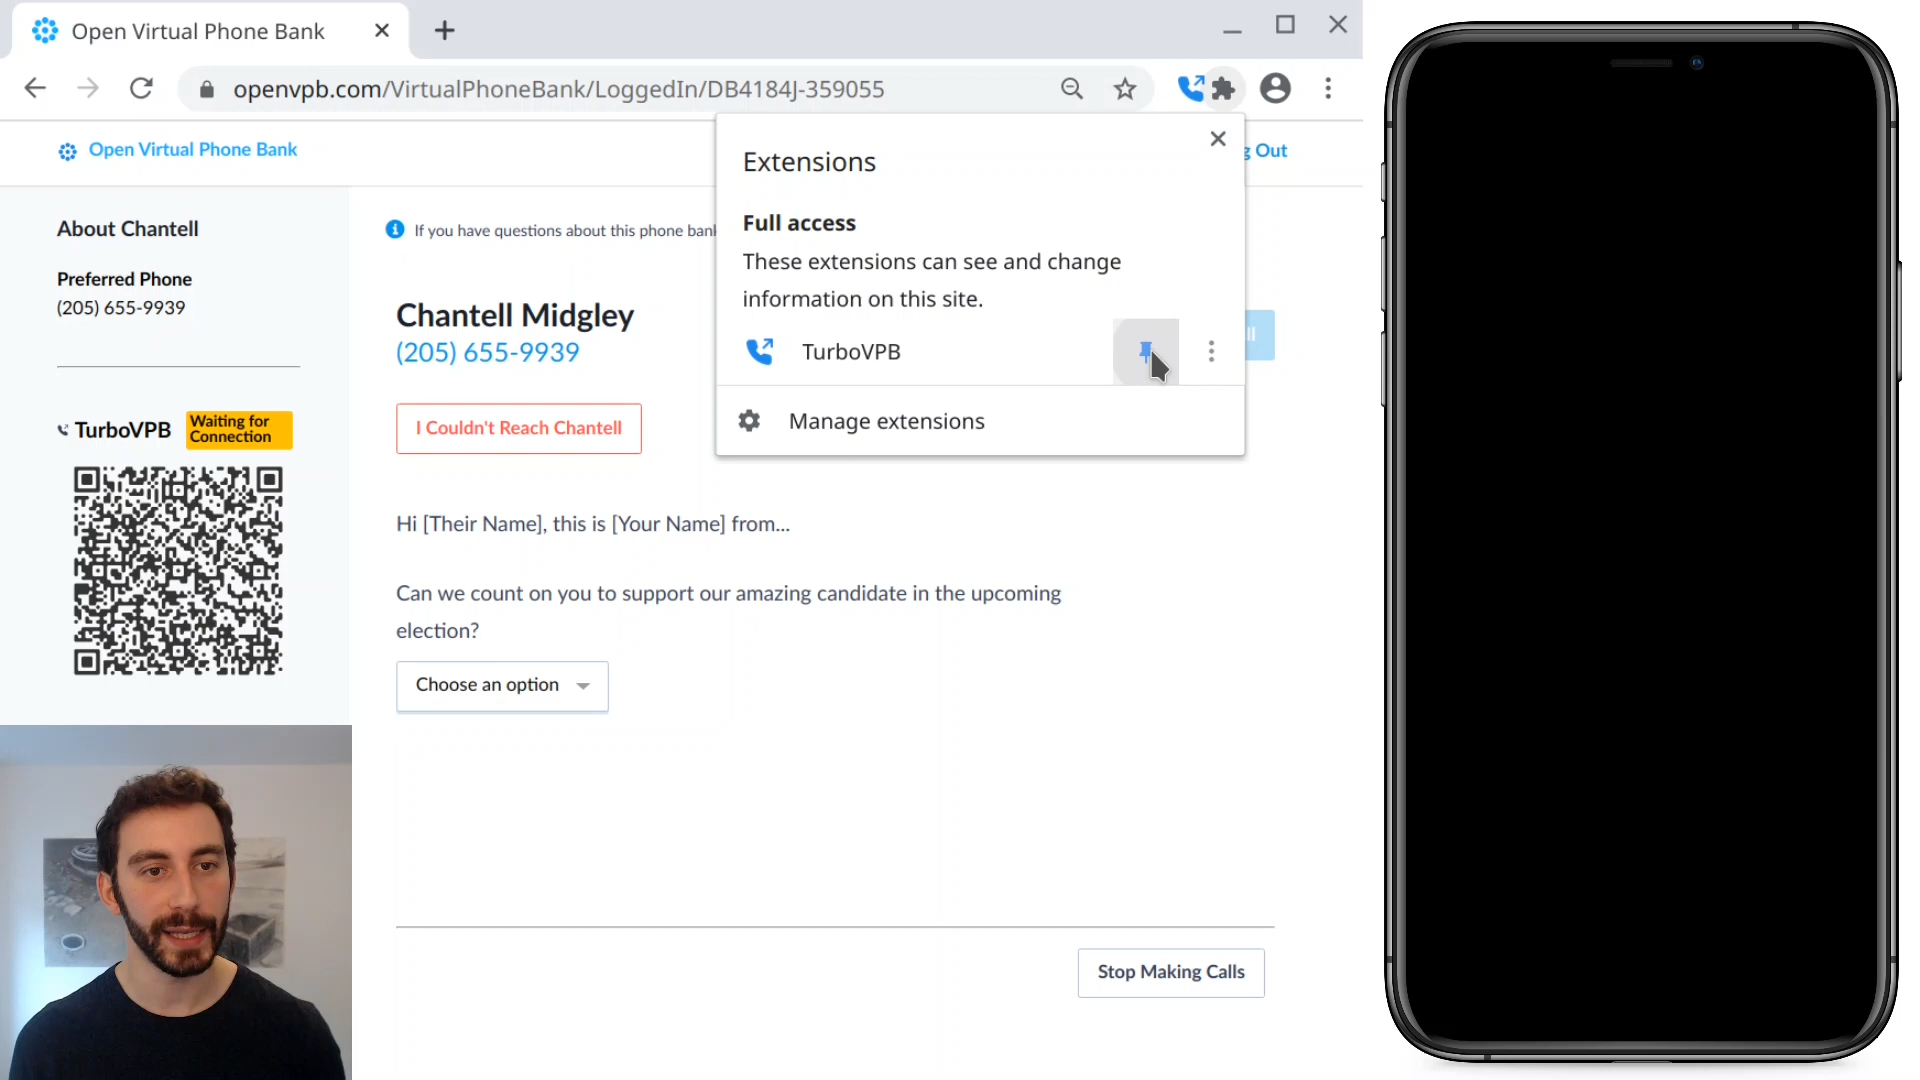 Open Virtual Phone Bank
openvpb.com/VirtualPhoneBank/LoggedIn/DB4184J-359055
Open Virtual Phone Bank
g Out
Extensions
Full access
These extensions can see and change
information on this site.
TurboVPB
Manage extensions
About Chantell
Preferred Phone
(205) 655-9939
TurboVPB
Waiting for
Connection
If you have questions about this phone bank
Chantell Midgley
(205) 655-9939
I Couldn't Reach Chantell
Hi [Their Name], this is [Your Name] from...
Can we count on you to support our amazing candidate in the upcoming
election?
Choose an option
Stop Making Calls